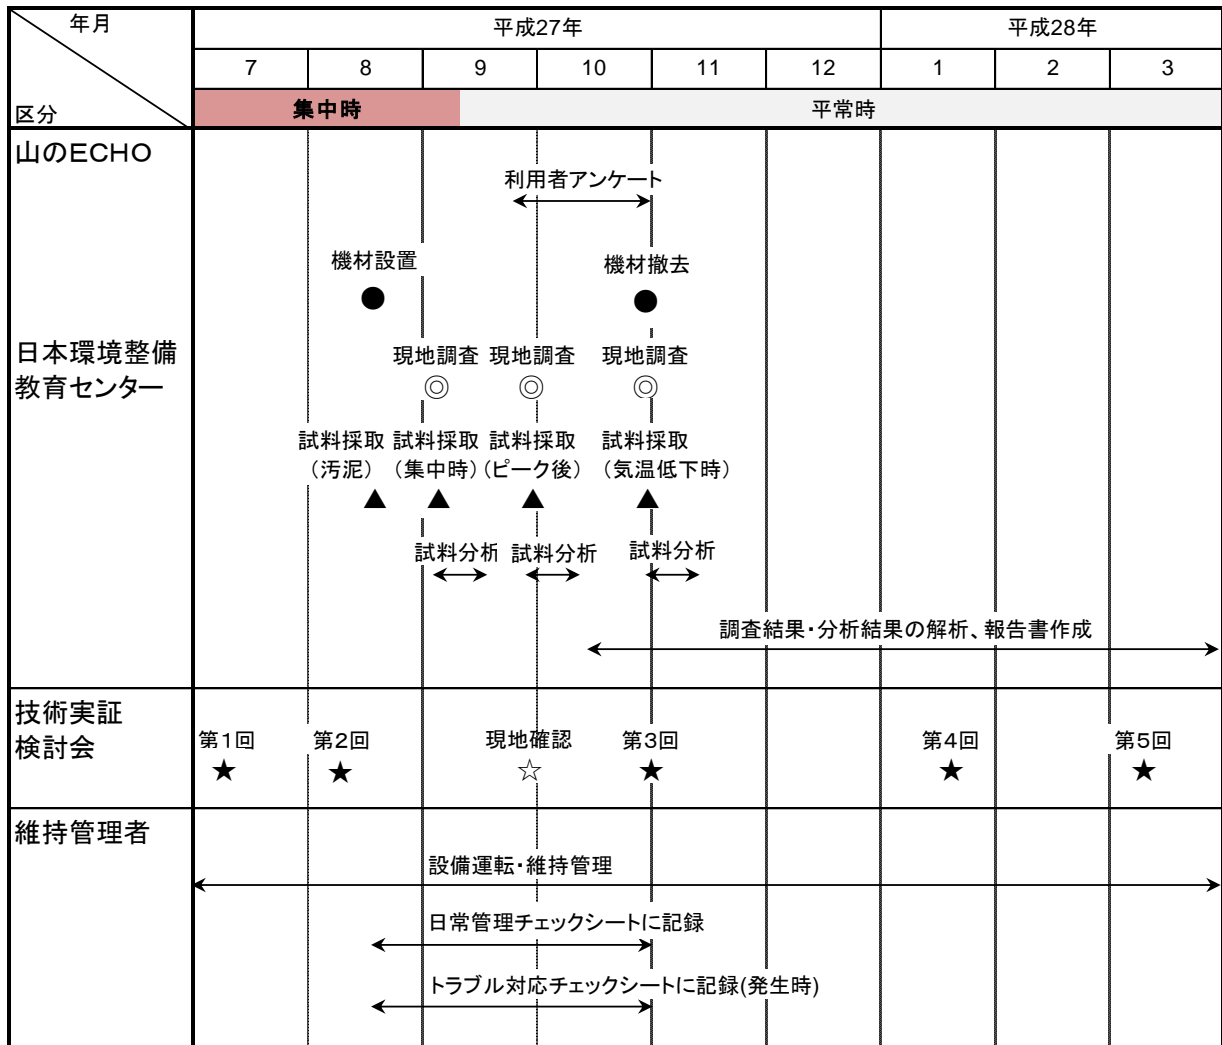 年月
平成27年 平成28年
7 8 9 10 11 12 1 2 3
区分
集中時 平常時
山のECHO
利用者アンケート
機材設置 機材撤去
● ●
日本環境整備
教育センター
現地調査 現地調査 現地調査
◎ ◎ ◎
試料採取 試料採取 試料採取 試料採取
（汚泥） （集中時） （ピーク後） （気温低下時）
▲ ▲ ▲ ▲
試料分析 試料分析 試料分析
調査結果・分析結果の解析、報告書作成
技術実証
検討会
第1回 第2回 現地確認 第3回 第4回 第5回
★ ★ ☆ ★ ★ ★
維持管理者
設備運転・維持管理
日常管理チェックシートに記録
トラブル対応チェックシートに記録(発生時)